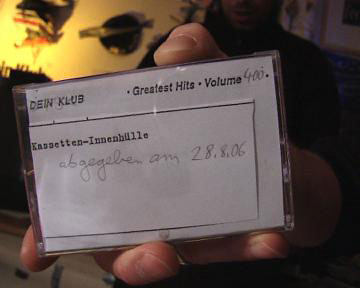 DEIN KLUB • Greatest Hits • Volume 400 •
Kassetten-Innenhülle
abgegeben am 28.8.06